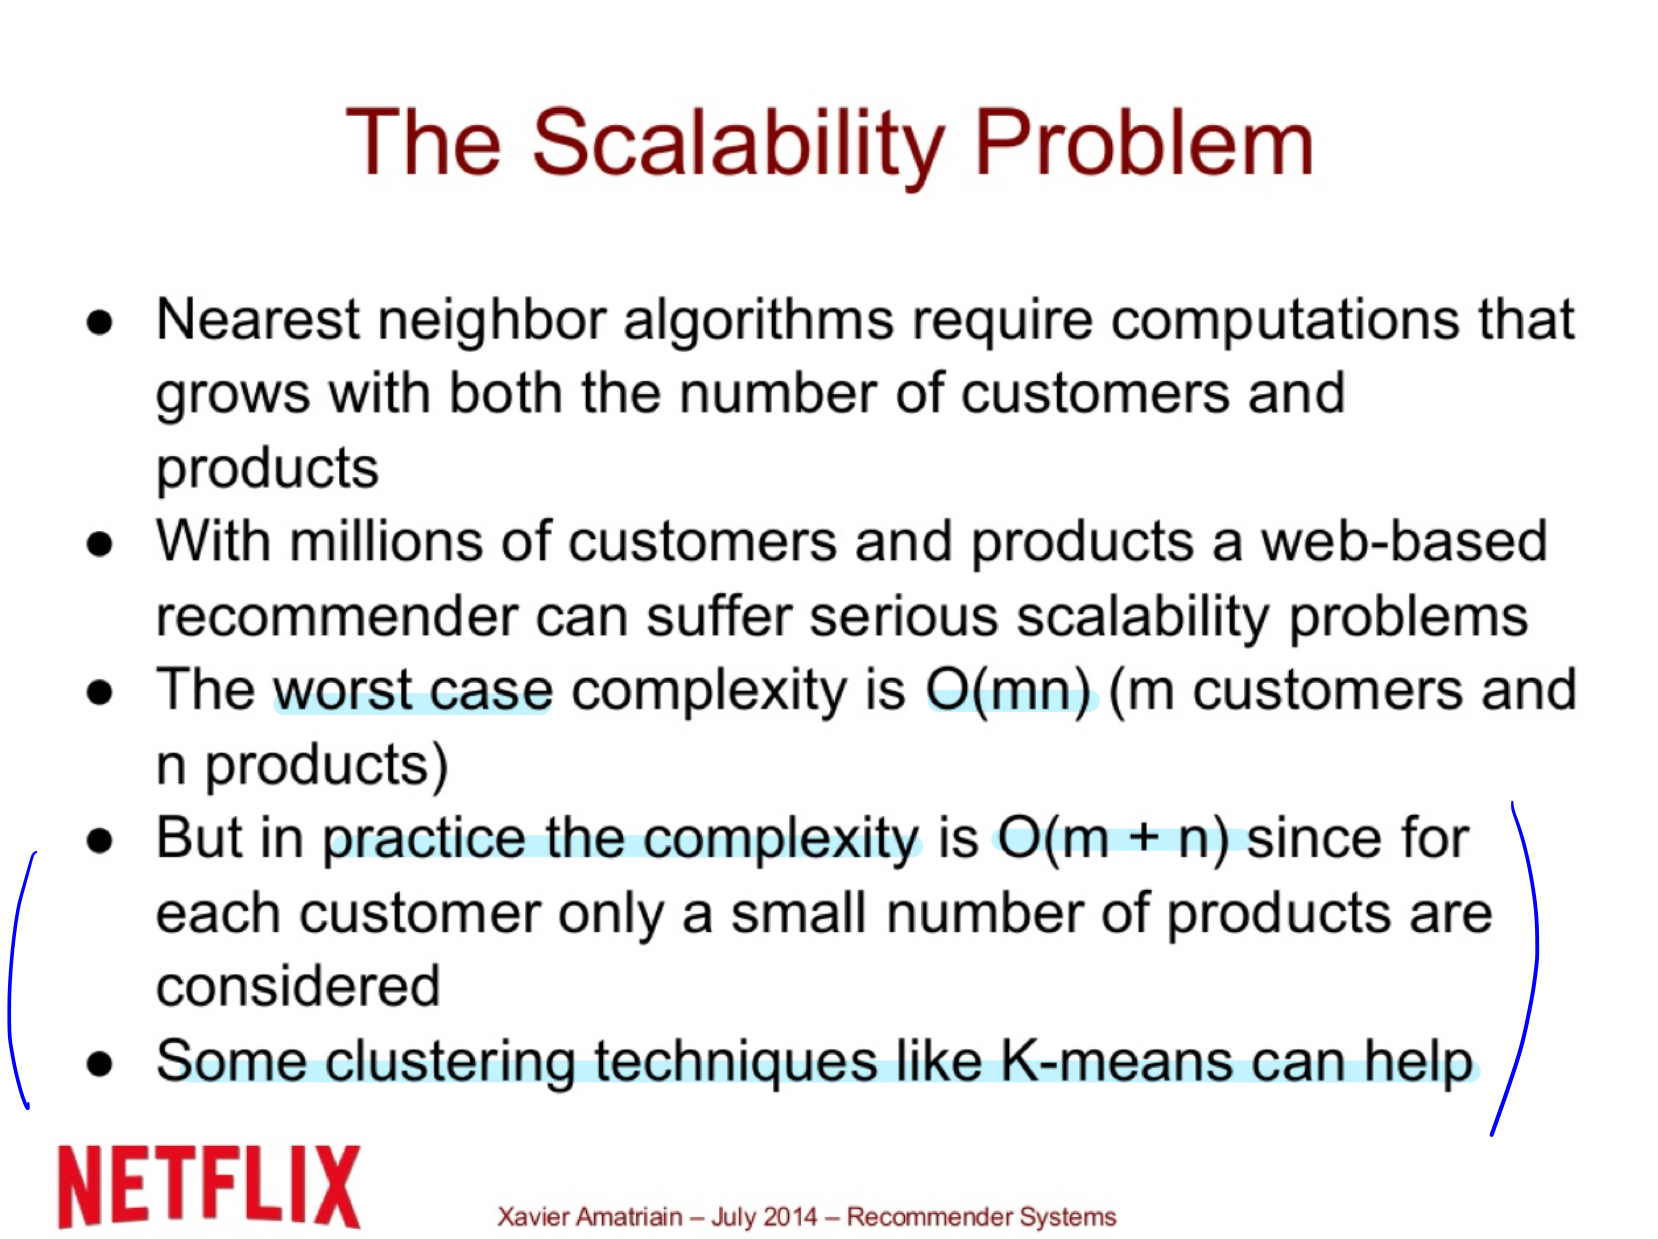 The Scalability Problem
● Nearest neighbor algorithms require computations that
grows with both the number of customers and
products
● With millions of customers and products a web-based
recommender can suffer serious scalability problems
● The worst case complexity is O(mn) (m customers and
n products)
● But in practice the complexity is O(m + n) since for
each customer only a small number of products are
considered
● Some clustering techniques like K-means can help
NETFLIX
Xavier Amatriain – July 2014 – Recommender Systems